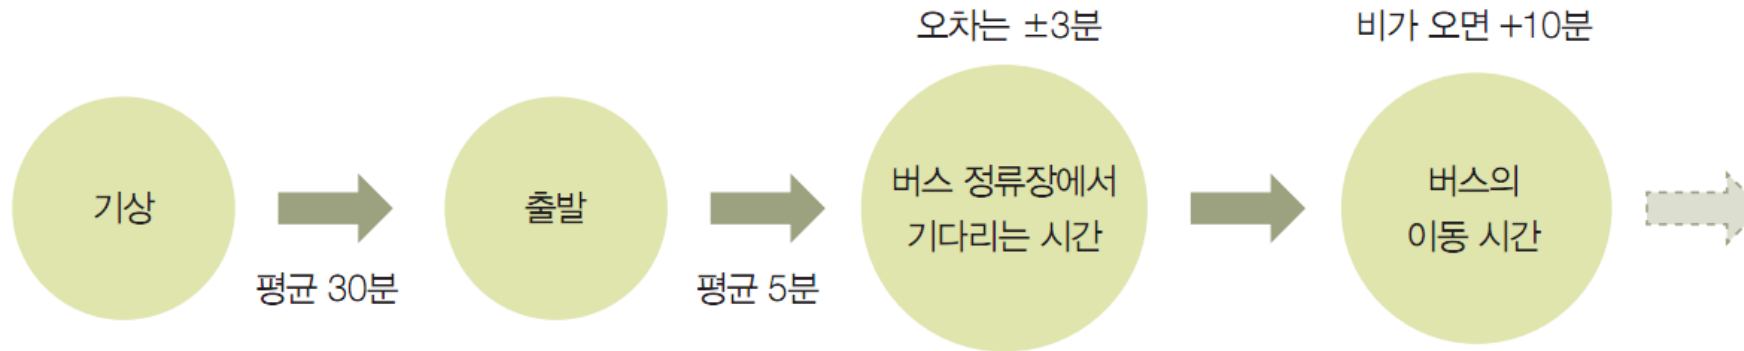 오차는 ±3분
비가 오면 +10분
기상
출발
버스 정류장에서
기다리는 시간
버스의
이동 시간
평균 30분
평균 5분